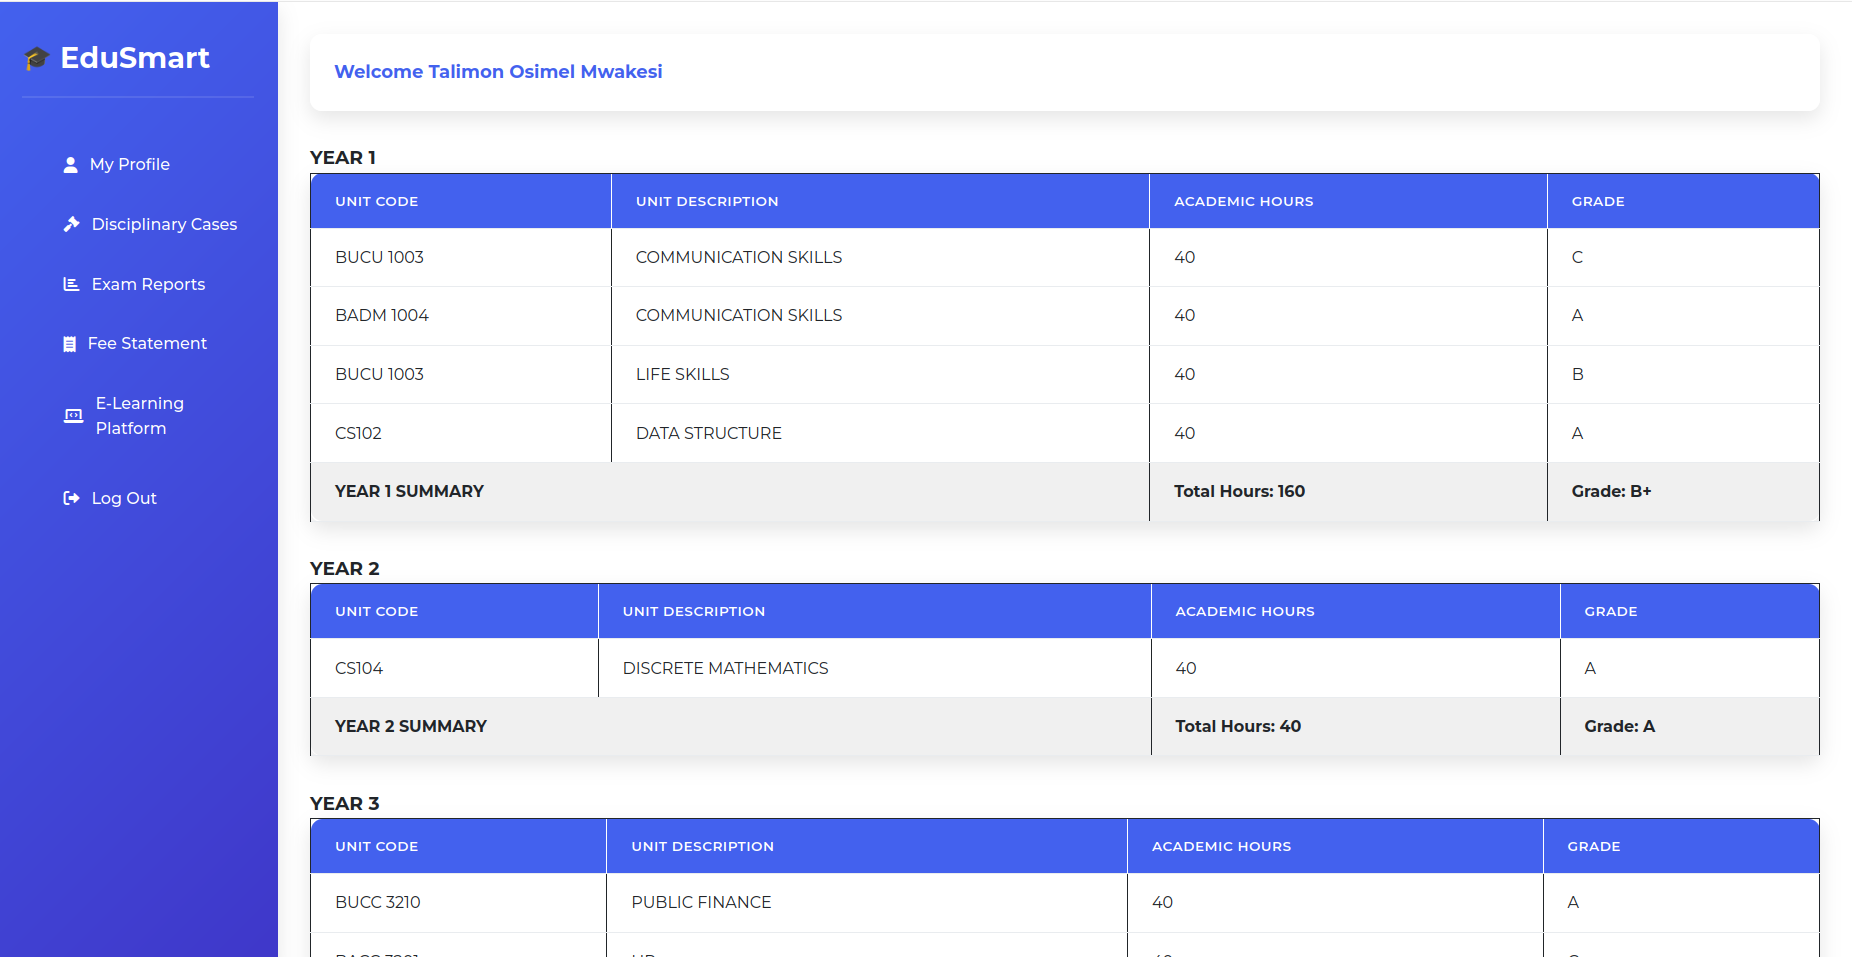 EduSmart
My Profile
Disciplinary Cases
Exam Reports
Fee Statement
E-Learning
Platform
Log Out
Welcome Talimon Osimel Mwakesi
YEAR 1
UNIT CODE UNIT DESCRIPTION ACADEMIC HOURS GRADE
BUCU 1003 COMMUNICATION SKILLS 40 C
BADM 1004 COMMUNICATION SKILLS 40 A
BUCU 1003 LIFE SKILLS 40 B
CS102 DATA STRUCTURE 40 A
YEAR 1 SUMMARY Total Hours: 160 Grade: B+
YEAR 2
UNIT CODE UNIT DESCRIPTION ACADEMIC HOURS GRADE
CS104 DISCRETE MATHEMATICS 40 A
YEAR 2 SUMMARY Total Hours: 40 Grade: A
YEAR 3
UNIT CODE UNIT DESCRIPTION ACADEMIC HOURS GRADE
BUCC 3210 PUBLIC FINANCE 40 A